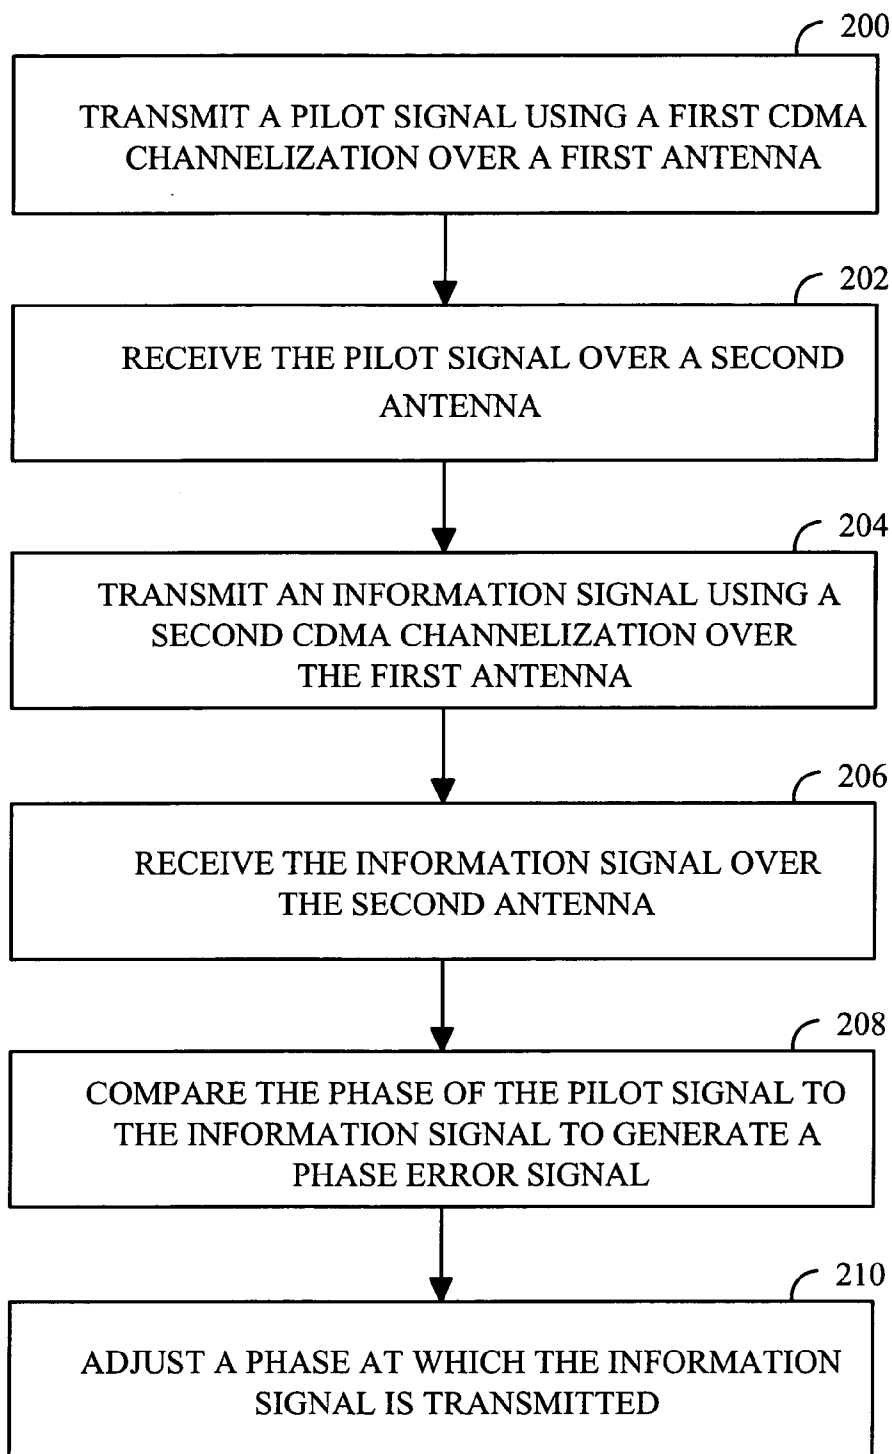 200
TRANSMIT A PILOT SIGNAL USING A FIRST CDMA
CHANNELIZATION OVER A FIRST ANTENNA
202
RECEIVE THE PILOT SIGNAL OVER A SECOND
ANTENNA
204
TRANSMIT AN INFORMATION SIGNAL USING A
SECOND CDMA CHANNELIZATION OVER
THE FIRST ANTENNA
206
RECEIVE THE INFORMATION SIGNAL OVER
THE SECOND ANTENNA
208
COMPARE THE PHASE OF THE PILOT SIGNAL TO
THE INFORMATION SIGNAL TO GENERATE A
PHASE ERROR SIGNAL
210
ADJUST A PHASE AT WHICH THE INFORMATION
SIGNAL IS TRANSMITTED